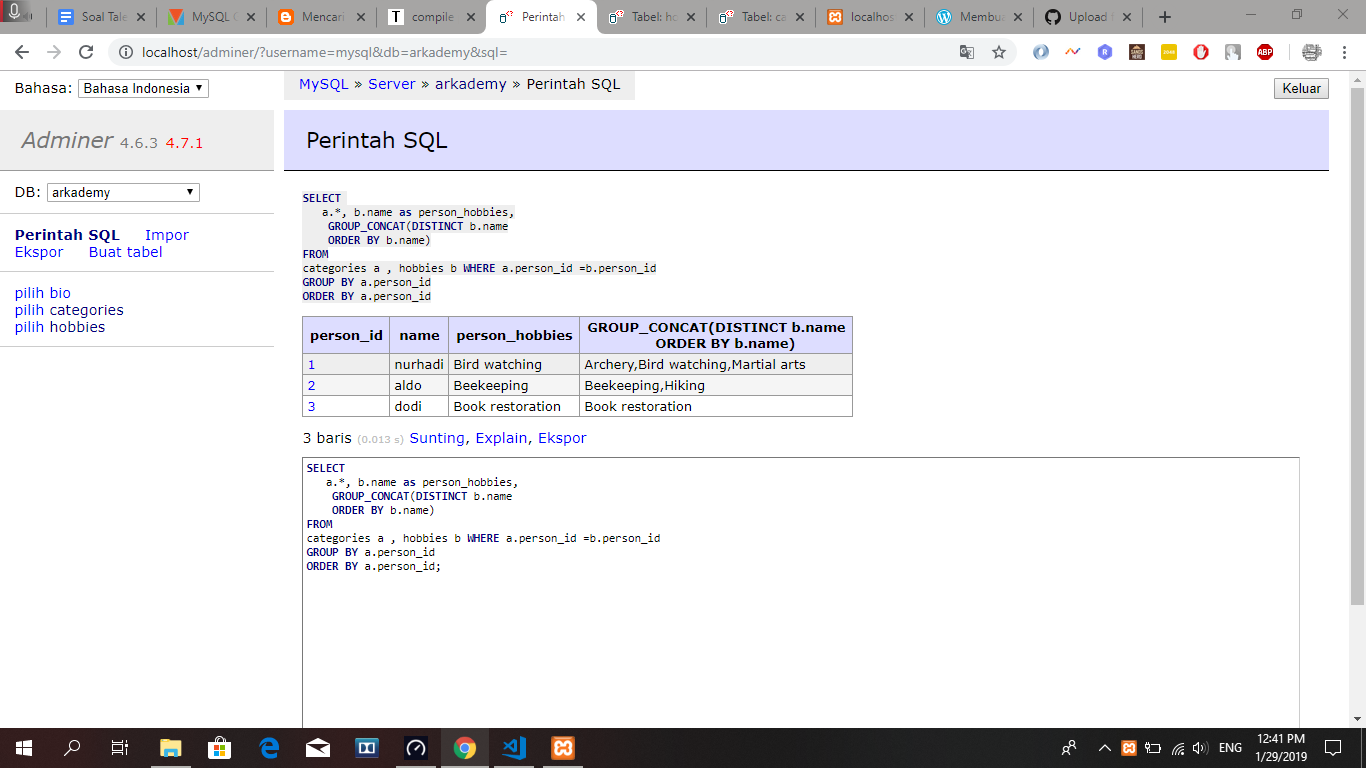 Soal Tale
MySQL
Mencari
compile
Perintah
Tabel: ho
Tabel: ca
localhos
Membua
Upload
localhost/adminer/?username=mysql&db=arkademy&sql=
ABP
Bahasa: Bahasa Indonesia
MySQL » Server » arkademy » Perintah SQL
Keluar
Adminer 4.6.3 4.7.1
Perintah SQL
DB: arkademy
Perintah SQL Impor
Ekspor Buat tabel
pilih bio
pilih categories
pilih hobbies
SELECT
a.*, b.name as person_hobbies,
GROUP_CONCAT(DISTINCT b.name
ORDER BY b.name)
FROM
categories a , hobbies b WHERE a.person_id =b.person_id
GROUP BY a.person_id
ORDER BY a.person_id
person_id name person_hobbies GROUP_CONCAT(DISTINCT b.name
ORDER BY b.name)
1 nurhadi Bird watching Archery,Bird watching,Martial arts
2 aldo Beekeeping Beekeeping,Hiking
3 dodi Book restoration Book restoration
3 baris (0.013 s) Sunting, Explain, Ekspor
SELECT
a.*, b.name as person_hobbies,
GROUP_CONCAT(DISTINCT b.name
ORDER BY b.name)
FROM
categories a , hobbies b WHERE a.person_id =b.person_id
GROUP BY a.person_id
ORDER BY a.person_id;
ENG
12:41 PM
1/29/2019